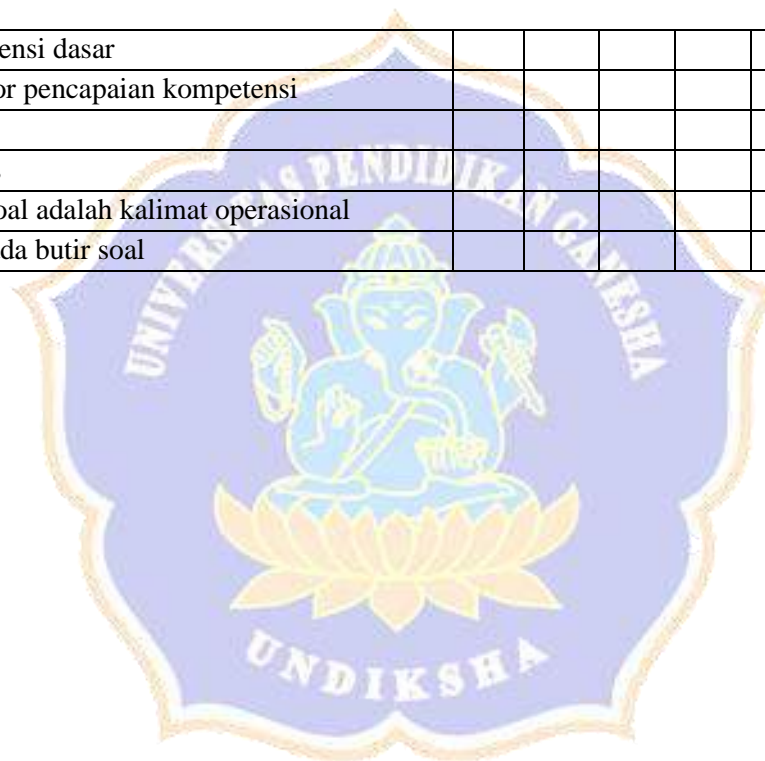 ensi dasar
or pencapaian kompetensi
oal adalah kalimat operasional
da butir soal
UNIVERSITAS PENDIDIKAN GANESHA
UNDIKSHA